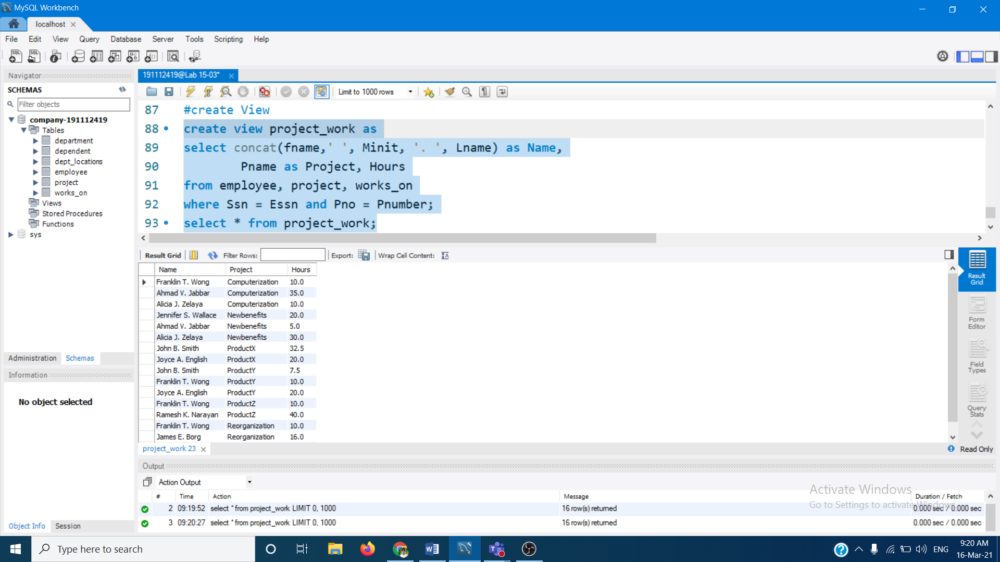 MySQL Workbench
localhost
File Edit View Query Database Server Tools Scripting Help
Navigator
191112419@Lab 15-03*
SCHEMAS
Limit to 1000 rows
Filter objects
company-191112419
Tables
department
dependent
dept_locations
employee
project
works_on
Views
Stored Procedures
Functions
sys
87 #create View
88 create view project_work as
89 select concat(fname,' ', Minit, '. ', Lname) as Name,
90 Pname as Project, Hours
91 from employee, project, works_on
92 where Ssn = Essn and Pno = Pnumber;
93 select * from project_work;
Result Grid Filter Rows: Export: Wrap Cell Content:
Name Project Hours
Franklin T. Wong Computerization 10.0
Ahmad V. Jabbar Computerization 35.0
Alicia J. Zelaya Computerization 10.0
Jennifer S. Wallace Newbenefits 20.0
Ahmad V. Jabbar Newbenefits 5.0
Alicia J. Zelaya Newbenefits 30.0
John B. Smith ProductX 32.5
Joyce A. English ProductX 20.0
John B. Smith ProductY 7.5
Franklin T. Wong ProductY 10.0
Joyce A. English ProductY 20.0
Franklin T. Wong ProductZ 10.0
Ramesh K. Narayan ProductZ 40.0
Franklin T. Wong Reorganization 10.0
James E. Borg Reorganization 16.0
Result
Grid
Form
Editor
Field
Types
Query
Stats
Administration Schemas
Information
No object selected
project_work 23
Read Only
Output
Action Output
# Time Action Message Duration / Fetch
2 09:19:52 select * from project_work LIMIT 0, 1000 16 row(s) returned 0.000 sec / 0.000 sec
3 09:20:27 select * from project_work LIMIT 0, 1000 16 row(s) returned 0.000 sec / 0.000 sec
Activate Windows
Go to Settings to activate Windows.
Object Info Session
Type here to search
ENG
9:20 AM
16-Mar-21